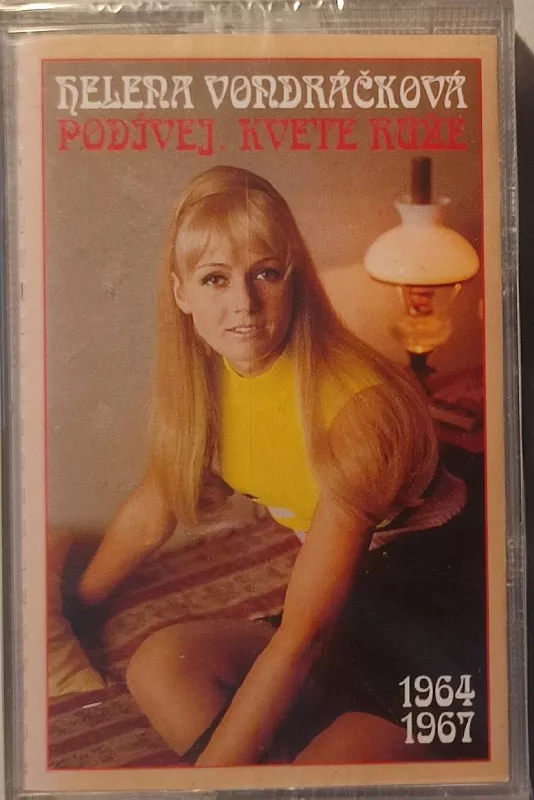 HELENA VONDRÁČKOVÁ
PODÍVEJ, KVETE RŮŽE
1964
1967